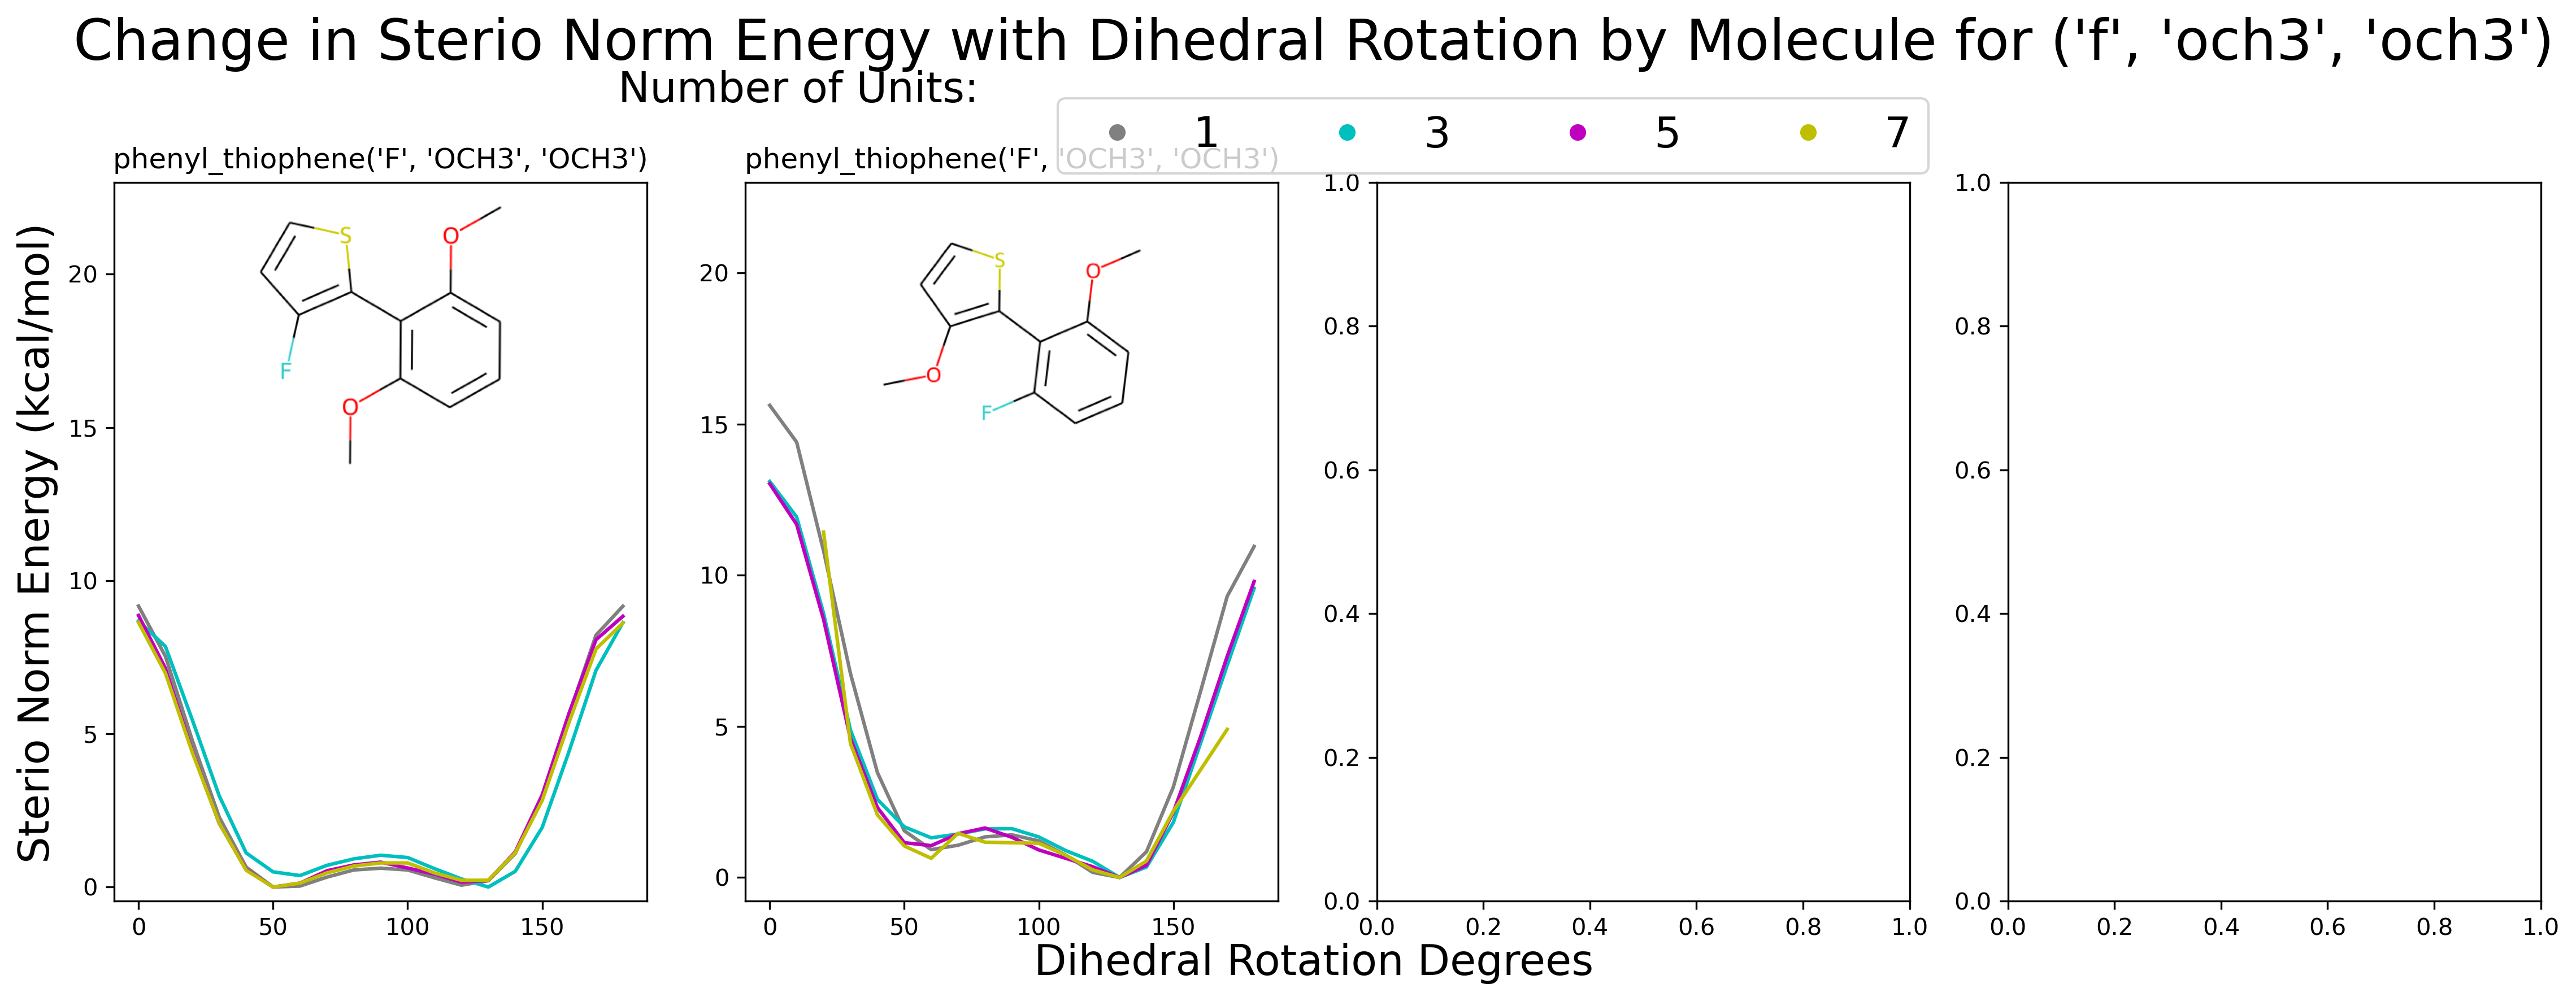 Change in Sterio Norm Energy with Dihedral Rotation by Molecule for ('f', 'och3', 'och3')
Number of Units:
1 3 5 7
phenyl_thiophene('F', 'OCH3', 'OCH3')
phenyl_thiophene('F', 'OCH3', 'OCH3')
Sterio Norm Energy (kcal/mol)
20
15
10
5
0
S
O
F
O
0 50 100 150
20
15
10
5
0
S
O
O
F
0 50 100 150
1.0
0.8
0.6
0.4
0.2
0.0
0.0 0.2 0.4 0.6 0.8 1.0
1.0
0.8
0.6
0.4
0.2
0.0
0.0 0.2 0.4 0.6 0.8 1.0
Dihedral Rotation Degrees